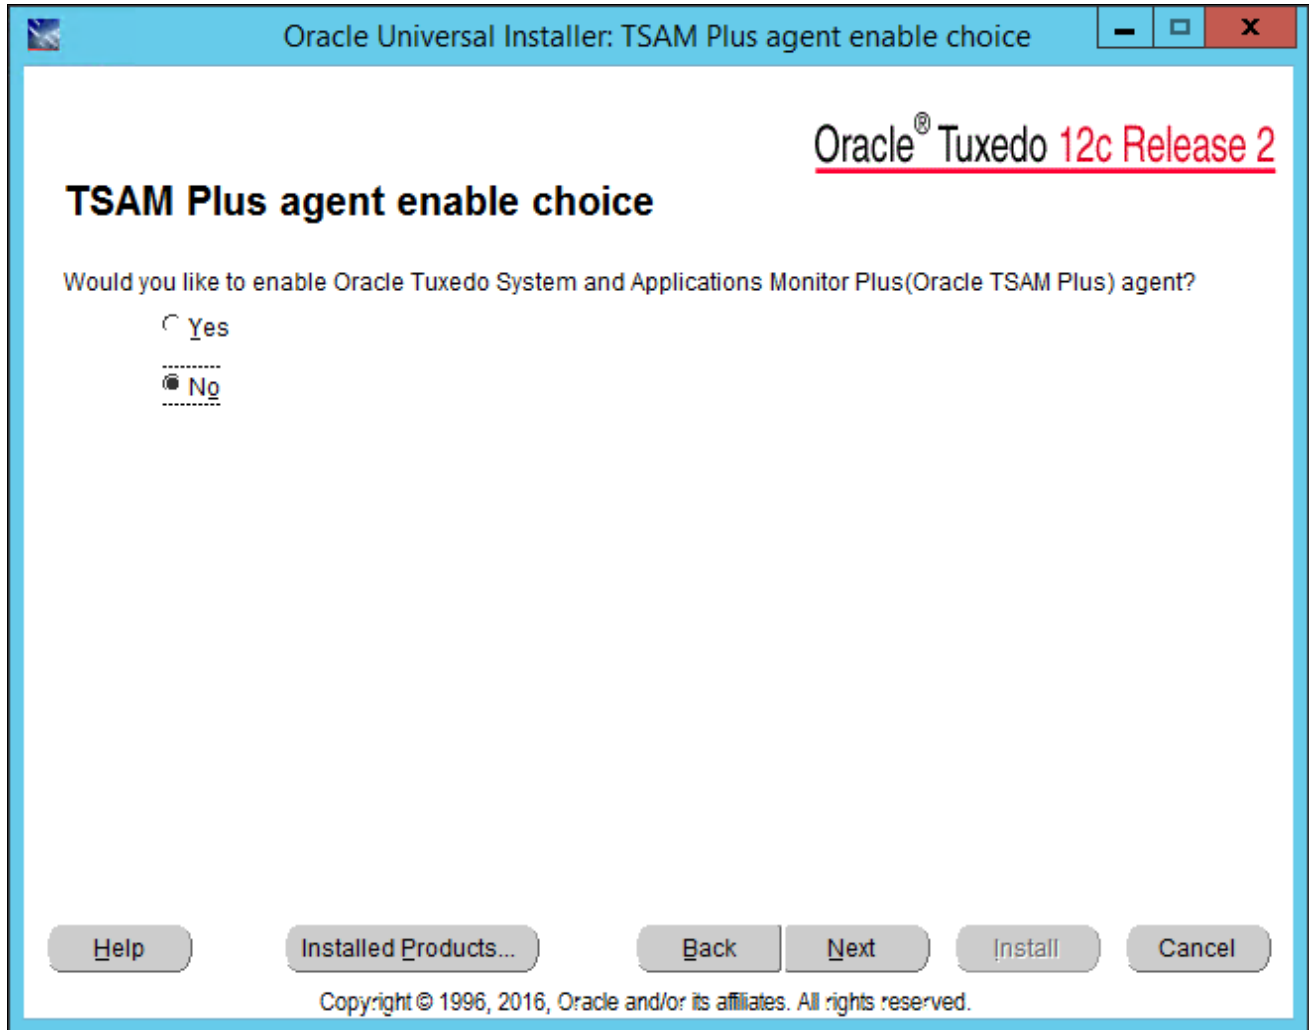 Oracle Universal Installer: TSAM Plus agent enable choice
Oracle® Tuxedo 12c Release 2
TSAM Plus agent enable choice
Would you like to enable Oracle Tuxedo System and Applications Monitor Plus(Oracle TSAM Plus) agent?
Yes
No
Help Installed Products... Back Next Install Cancel
Copyright © 1996, 2016, Oracle and/or its affiliates. All rights reserved.